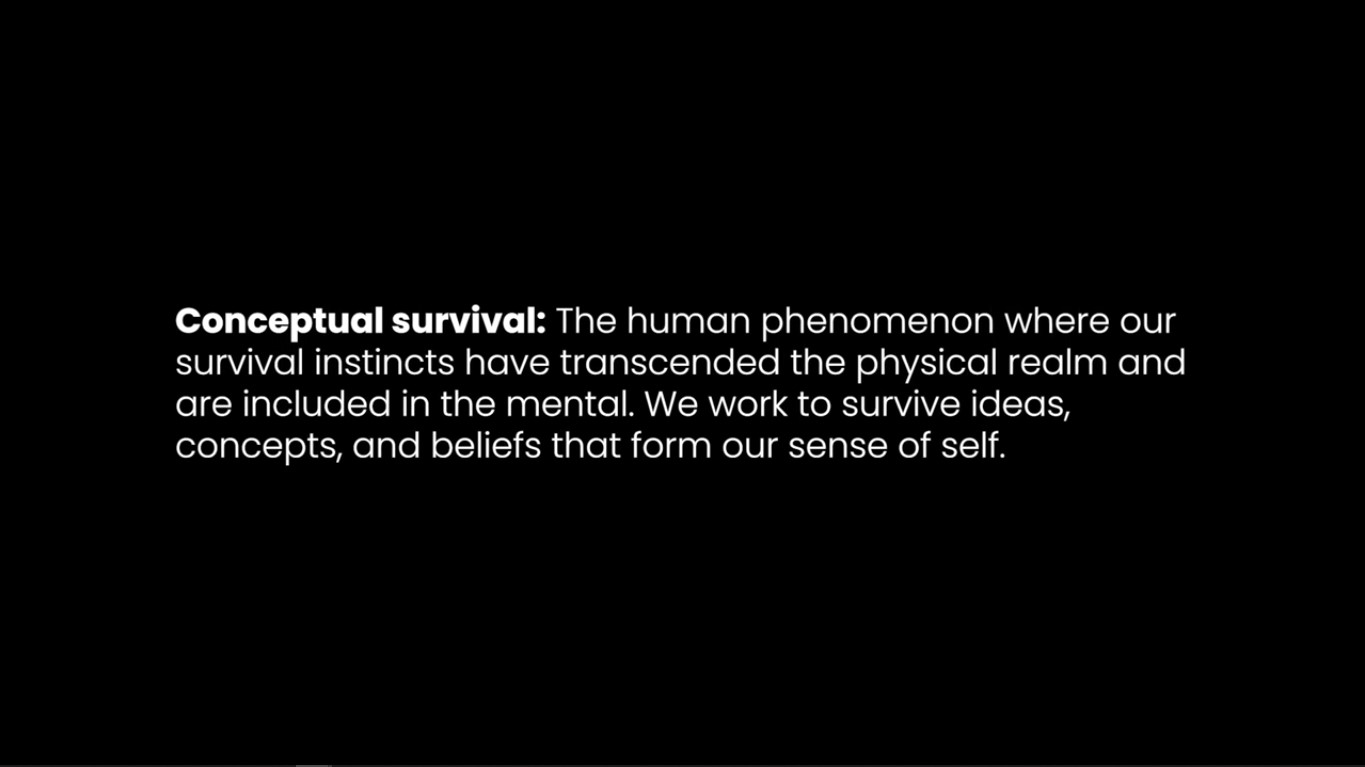 Conceptual survival: The human phenomenon where our
survival instincts have transcended the physical realm and
are included in the mental. We work to survive ideas,
concepts, and beliefs that form our sense of self.